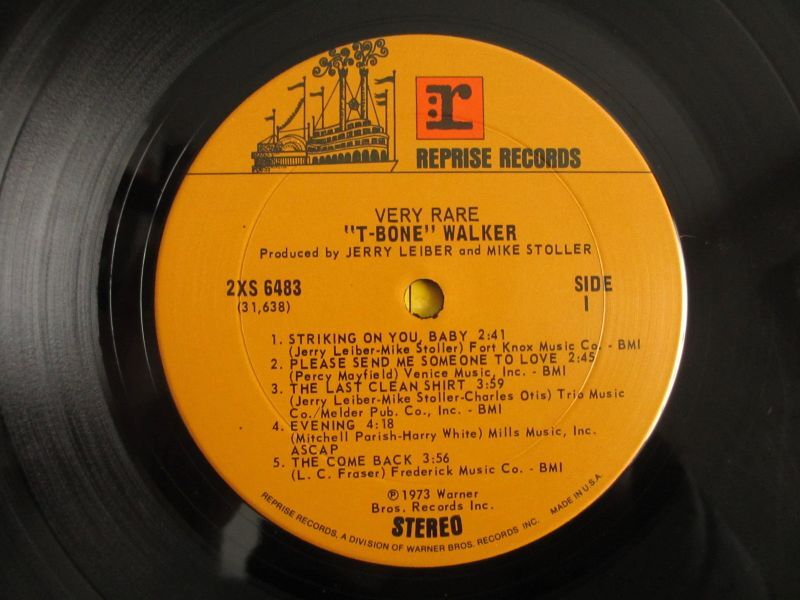 r
REPRISE RECORDS
VERY RARE
"T-BONE" WALKER
Produced by JERRY LEIBER and MIKE STOLLER
2XS 6483
(31,638)
SIDE
1
1. STRIKING ON YOU, BABY 2:41
(Jerry Leiber-Mike Stoller) Fort Knox Music Co. - BMI
2. PLEASE SEND ME SOMEONE TO LOVE 2:45
(Percy Mayfield) Venice Music, Inc. - BMI
3. THE LAST CLEAN SHIRT 3:59
(Jerry Leiber-Mike Stoller-Charles Otis) Trio Music
Co./Melder Pub. Co., Inc. - BMI
4. EVENING 4:18
(Mitchell Parish-Harry White) Mills Music, Inc.
ASCAP
5. THE COME BACK 3:56
(L. C. Fraser) Frederick Music Co. - BMI
℗ 1973 Warner
Bros. Records Inc.
STEREO
REPRISE RECORDS, A DIVISION OF WARNER BROS. RECORDS INC. MADE IN U.S.A.